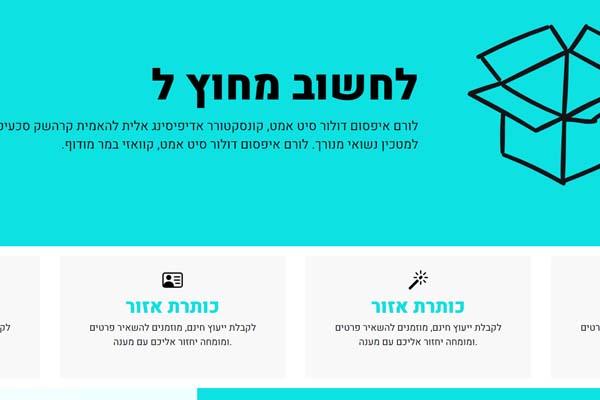 לחשוב מחוץ ל
לורם איפסום דולור סיט אמט, קונסקטורר אדיפיסינג אלית להאמית קרהשק סכעיט
למטכין נשואי מנורך. לורם איפסום דולור סיט אמט, קוואזי במר מודוף.
כותרת אזור
לקבלת ייעוץ חינם, מוזמנים להשאיר פרטים
ומומחה יחזור אליכם עם מענה.
כותרת אזור
לקבלת ייעוץ חינם, מוזמנים להשאיר פרטים
ומומחה יחזור אליכם עם מענה.